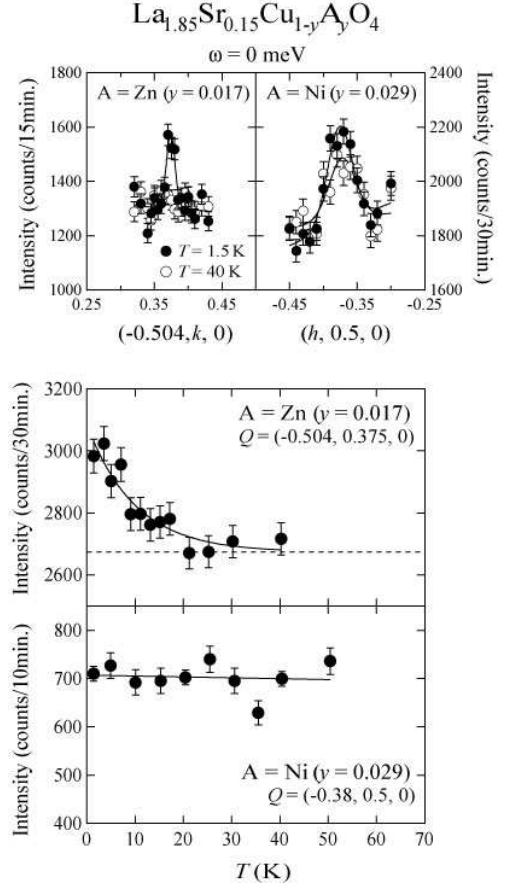 La1.85Sr0.15Cu1-yAyO4
ω = 0 meV
Intensity (counts/15min.)
1800
1600
1400
1200
1000
A = Zn (y = 0.017)
T = 1.5 K
T = 40 K
0.25
0.35
0.45
(-0.504,k, 0)
A = Ni (y = 0.029)
2400
2200
2000
1800
1600
Intensity (counts/30min.)
-0.45
-0.35
-0.25
(h, 0.5, 0)
Intensity (counts/30min.)
3200
3000
2800
2600
A = Zn (y = 0.017)
Q = (-0.504, 0.375, 0)
Intensity (counts/10min.)
800
700
600
500
400
A = Ni (y = 0.029)
Q = (-0.38, 0.5, 0)
0
10
20
30
40
50
60
70
T (K)